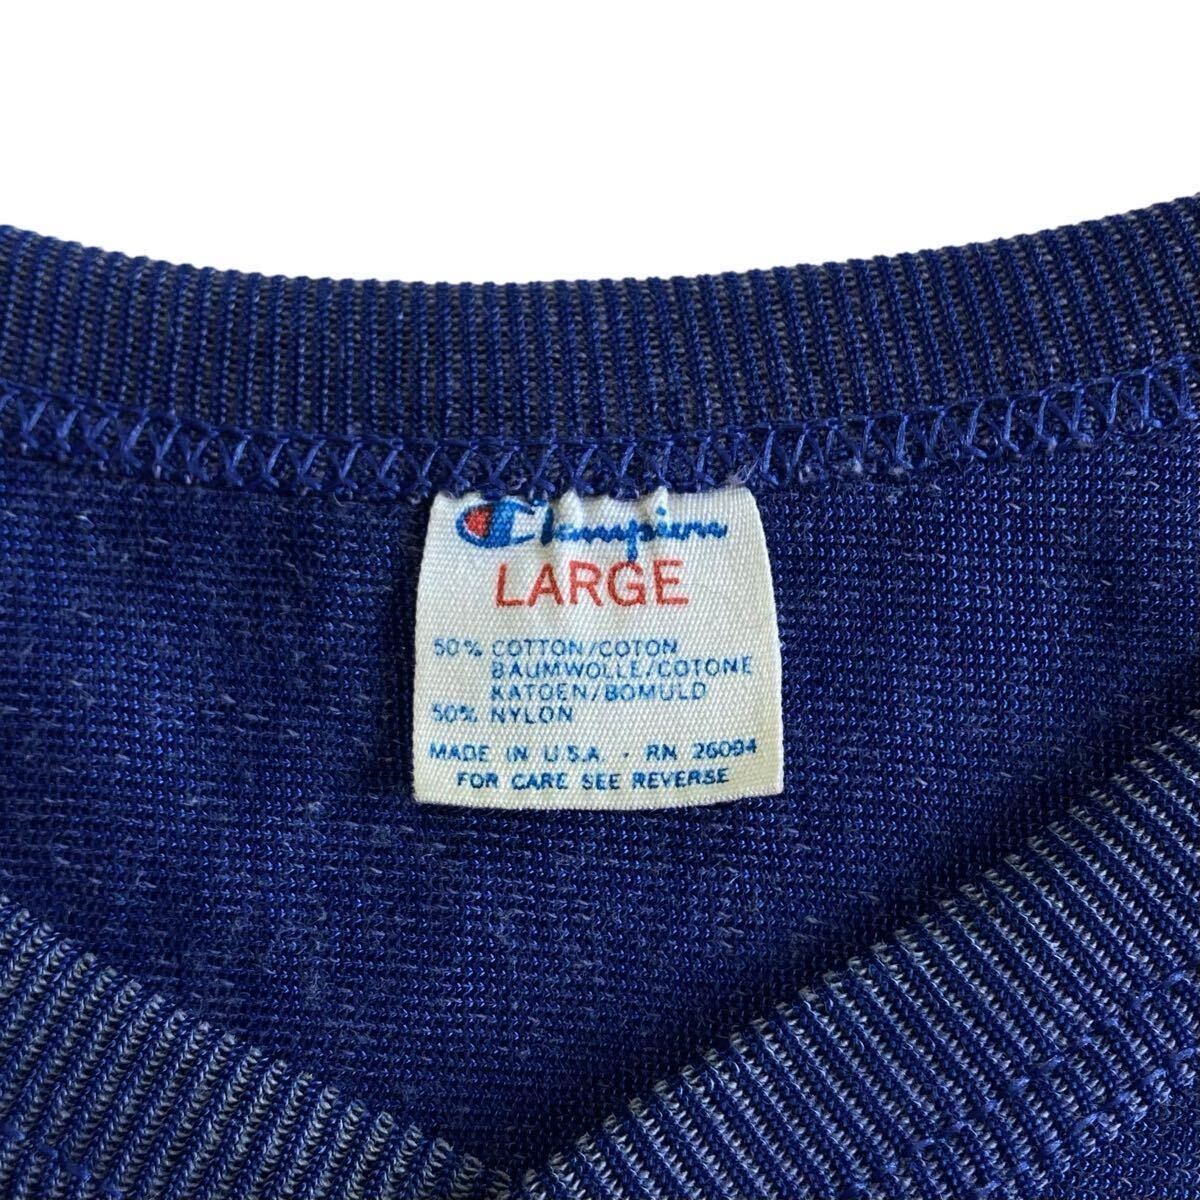 Champion
LARGE
50% COTTON/COTON
BAUMWOLLE/COTONE
KATOEN/BOMULD
50% NYLON
MADE IN U.S.A. · RN 26094
FOR CARE SEE REVERSE